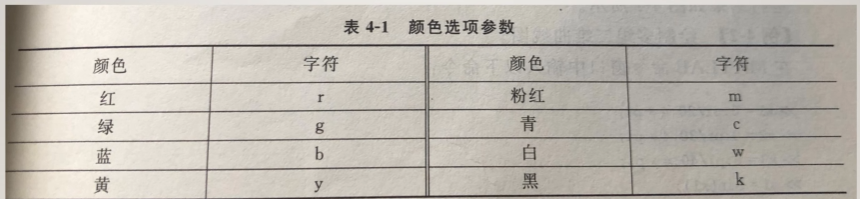 表 4-1 颜色选项参数
颜色 字符 颜色 字符
红 r 粉红 m
绿 g 青 c
蓝 b 白 w
黄 y 黑 k